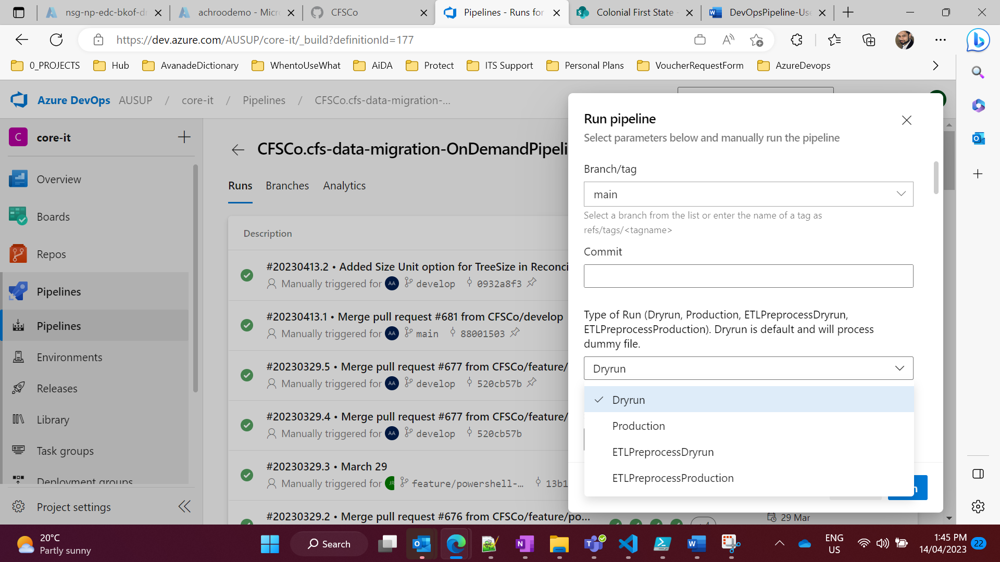 nsg-np-edc-bkof-dr
achroodemo - Micro
CFSCo
Pipelines - Runs for
Colonial First State -
DevOpsPipeline-Use
https://dev.azure.com/AUSUP/core-it/_build?definitionId=177
0_PROJECTS
Hub
AvanadeDictionary
WhentoUseWhat
AiDA
Protect
ITS Support
Personal Plans
VoucherRequestForm
AzureDevops
Azure DevOps
AUSUP / core-it / Pipelines / CFSCo.cfs-data-migration-...
C
core-it
Overview
Boards
Repos
Pipelines
Pipelines
Environments
Releases
Library
Task groups
Deployment groups
Project settings
CFSCo.cfs-data-migration-OnDemandPipeli
Runs
Branches
Analytics
Description
#20230413.2 • Added Size Unit option for TreeSize in Reconci
Manually triggered for AA develop 0932a8f3
#20230413.1 • Merge pull request #681 from CFSCo/develop
Manually triggered for AA main 88001503
#20230329.5 • Merge pull request #677 from CFSCo/feature/
Manually triggered for AA develop 520cb57b
#20230329.4 • Merge pull request #677 from CFSCo/feature/
Manually triggered for AA develop 520cb57b
#20230329.3 • March 29
Manually triggered for JR feature/powershell-... 13b1
#20230329.2 • Merge pull request #676 from CFSCo/feature/po...
29 Mar
Run pipeline
Select parameters below and manually run the pipeline
Branch/tag
main
Select a branch from the list or enter the name of a tag as
refs/tags/<tagname>
Commit
Type of Run (Dryrun, Production, ETLPreprocessDryrun,
ETLPreprocessProduction). Dryrun is default and will process
dummy file.
Dryrun
Dryrun
Production
ETLPreprocessDryrun
ETLPreprocessProduction
20°C
Partly sunny
Search
ENG
US
1:45 PM
14/04/2023
22